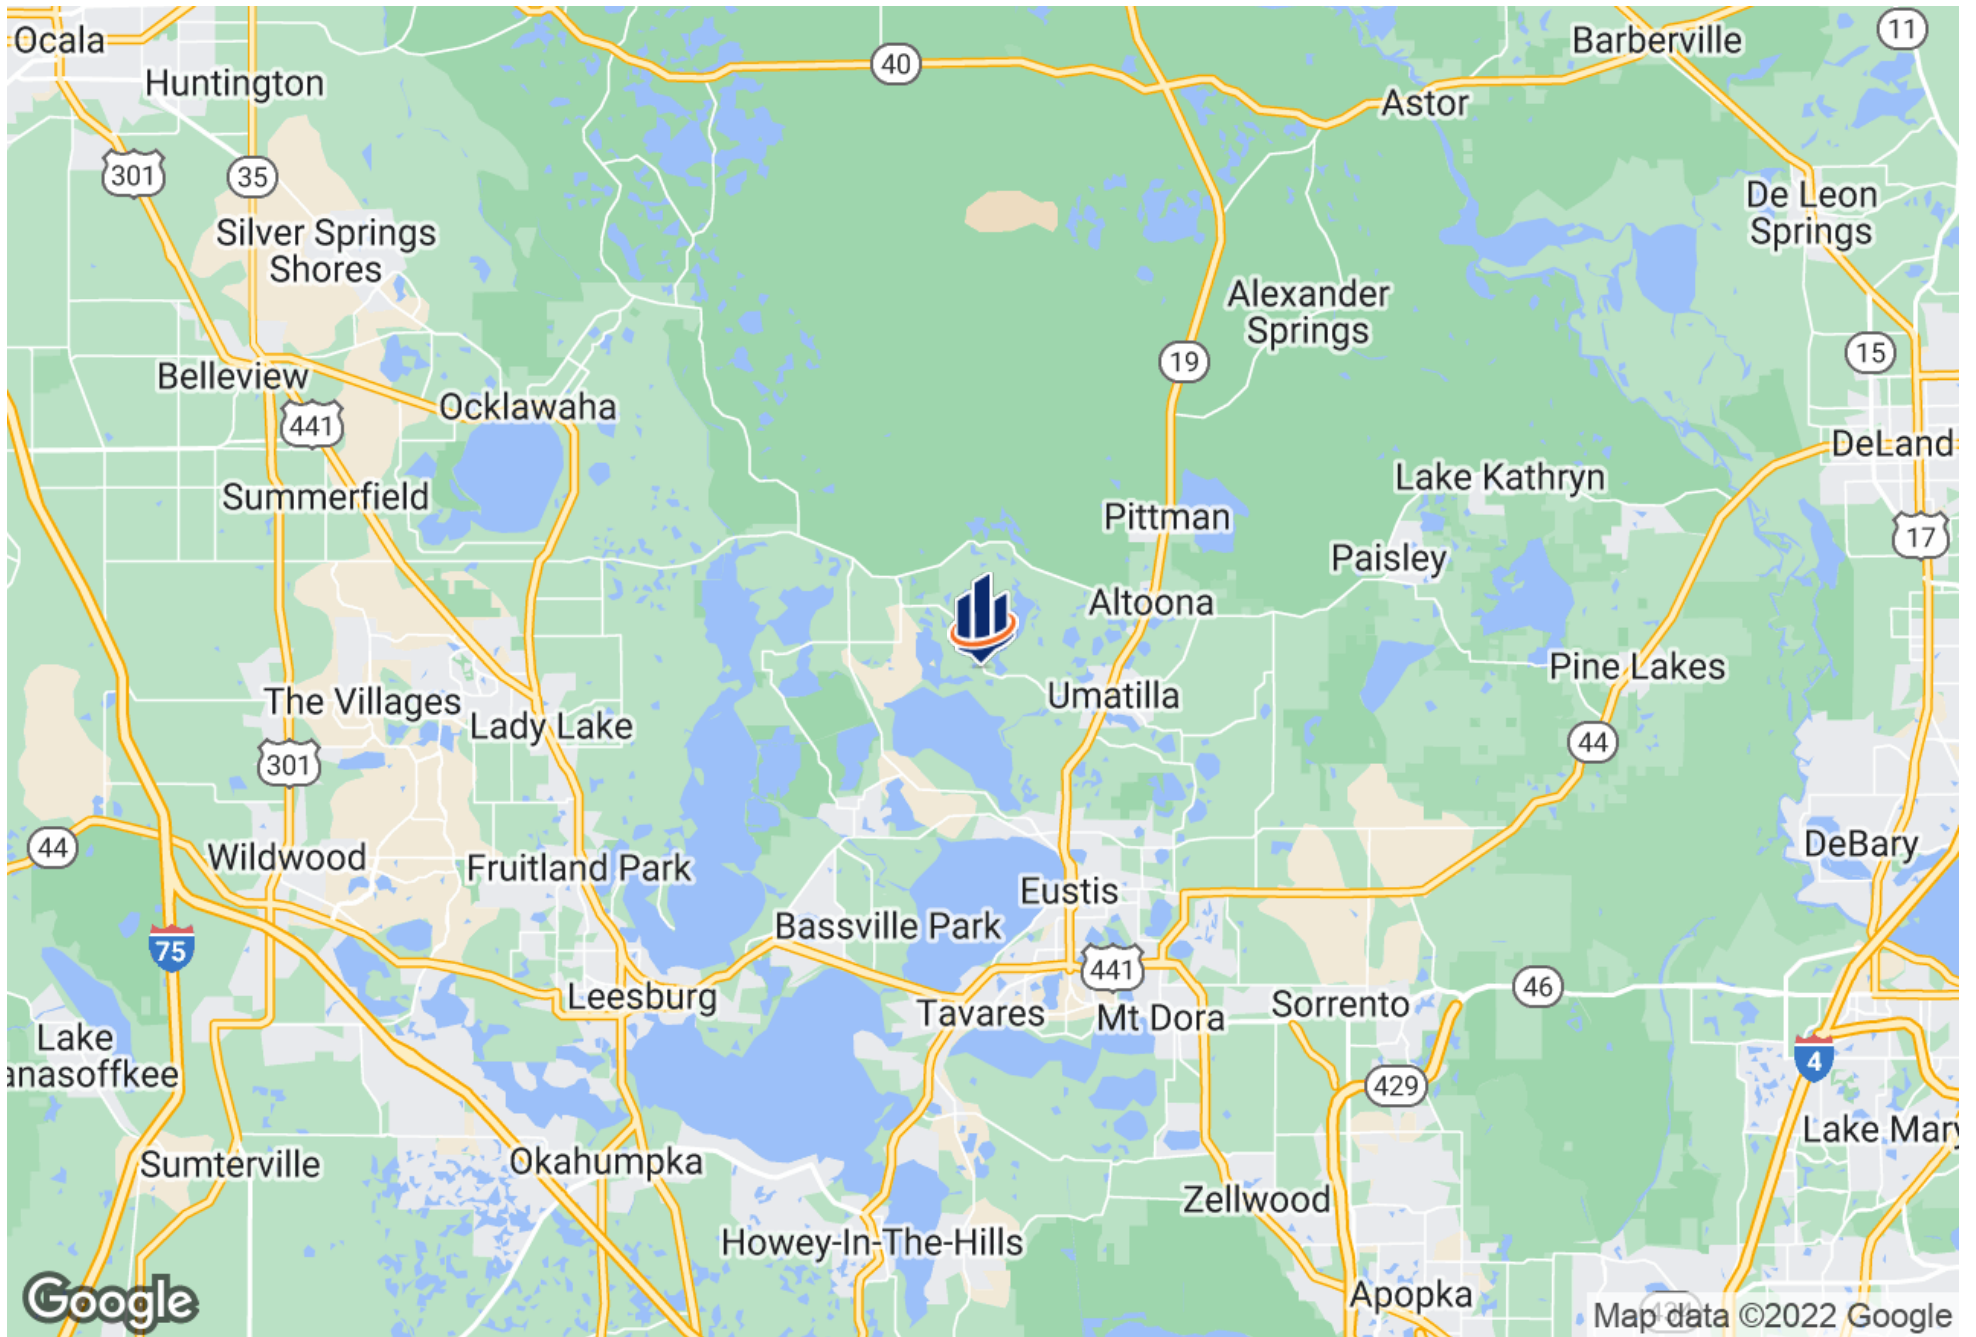 Ocala
Huntington
40
Barberville
11
Astor
301
35
Silver Springs
Shores
De Leon
Springs
Alexander
Springs
19
15
Belleview
441
Ocklawaha
DeLand
Summerfield
Lake Kathryn
Pittman
17
Paisley
Altoona
The Villages
Lady Lake
Umatilla
Pine Lakes
301
44
44
Wildwood
Fruitland Park
DeBary
Eustis
Bassville Park
75
441
46
Leesburg
Tavares
Mt Dora
Sorrento
Lake
anasoffkee
4
429
Lake Mary
Sumterville
Okahumpka
Zellwood
Howey-In-The-Hills
Apopka
Google
434
Map data ©2022 Google